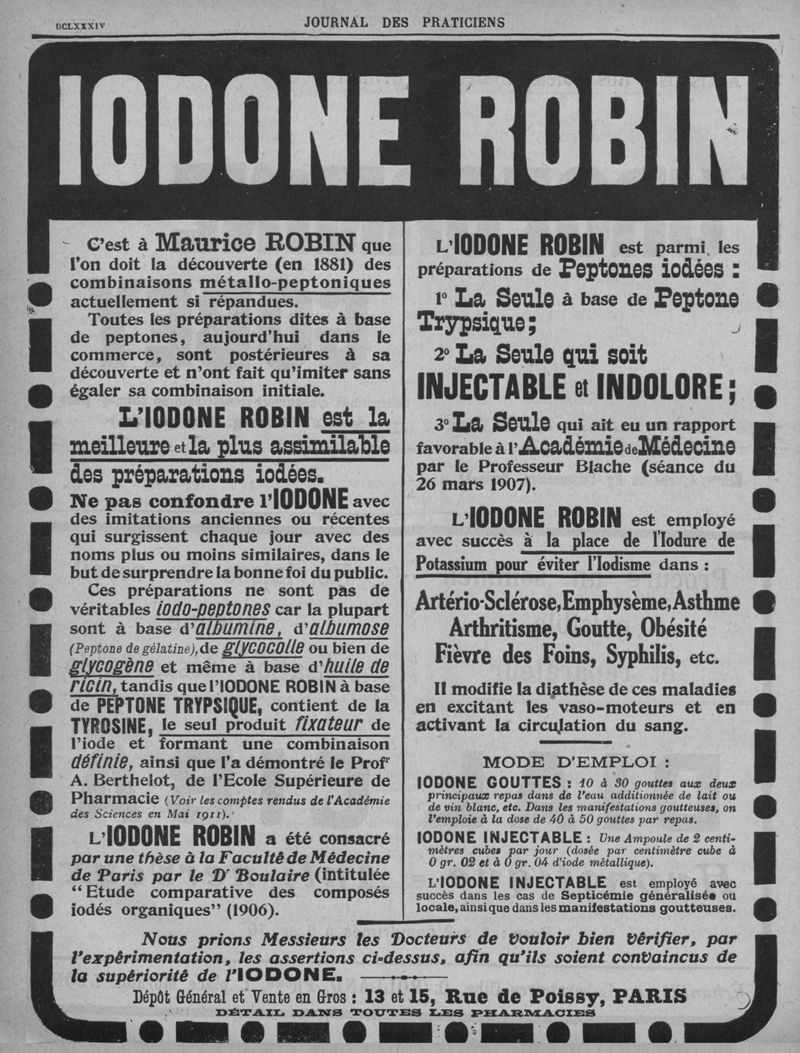 DCLXXXIV
JOURNAL DES PRATICIENS
IODONE ROBIN
C'est à Maurice ROBIN que
l'on doit la découverte (en 1881) des
combinaisons métallo-peptoniques
actuellement si répandues.
Toutes les préparations dites à base
de peptones, aujourd'hui dans le
commerce, sont postérieures à sa
découverte et n'ont fait qu'imiter sans
égaler sa combinaison initiale.
L'IODONE ROBIN est la
meilleure et la plus assimilable
des préparations iodées.
Ne pas confondre l'IODONE avec
des imitations anciennes ou récentes
qui surgissent chaque jour avec des
noms plus ou moins similaires, dans le
but de surprendre la bonne foi du public.
Ces préparations ne sont pas de
véritables iodo-peptones car la plupart
sont à base d'albumine, d'albumose
(Peptone de gélatine), de glycocolle ou bien de
glycogène et même à base d'huile de
ricin, tandis que l'IODONE ROBIN à base
de PEPTONE TRYPSIQUE, contient de la
TYROSINE, le seul produit fixateur de
l'iode et formant une combinaison
définie, ainsi que l'a démontré le Profr
A. Berthelot, de l'Ecole Supérieure de
Pharmacie (Voir les comptes rendus de l'Académie
des Sciences en Mai 1911).
L'IODONE ROBIN a été consacré
par une thèse à la Faculté de Médecine
de Paris par le Dr Boulaire (intitulée
"Etude comparative des composés
iodés organiques" (1906).
L'IODONE ROBIN est parmi les
préparations de Peptones iodées :
1° La Seule à base de Peptone
Trypsique;
2° La Seule qui soit
INJECTABLE et INDOLORE;
3° La Seule qui ait eu un rapport
favorable à l'Académie de Médecine
par le Professeur Blache (séance du
26 mars 1907).
L'IODONE ROBIN est employé
avec succès à la place de l'Iodure de
Potassium pour éviter l'Iodisme dans :
Artério-Sclérose, Emphysème, Asthme
Arthritisme, Goutte, Obésité
Fièvre des Foins, Syphilis, etc.
Il modifie la diathèse de ces maladies
en excitant les vaso-moteurs et en
activant la circulation du sang.
MODE D'EMPLOI :
IODONE GOUTTES : 10 à 30 gouttes aux deux
principaux repas dans de l'eau additionnée de lait ou
de vin blanc, etc. Dans les manifestations goutteuses, on
l'emploie à la dose de 40 à 50 gouttes par repas.
IODONE INJECTABLE : Une Ampoule de 2 centi-
mètres cubes par jour (dosée par centimètre cube à
0 gr. 02 et à 0 gr. 04 d'iode métallique).
L'IODONE INJECTABLE est employé avec
succès dans les cas de Septicémie généralisée ou
locale, ainsi que dans les manifestations goutteuses.
Nous prions Messieurs les Docteurs de vouloir bien vérifier, par
l'expérimentation, les assertions ci-dessus, afin qu'ils soient convaincus de
la supériorité de l'IODONE.
Dépôt Général et Vente en Gros : 13 et 15, Rue de Poissy, PARIS
DÉTAIL DANS TOUTES LES PHARMACIES